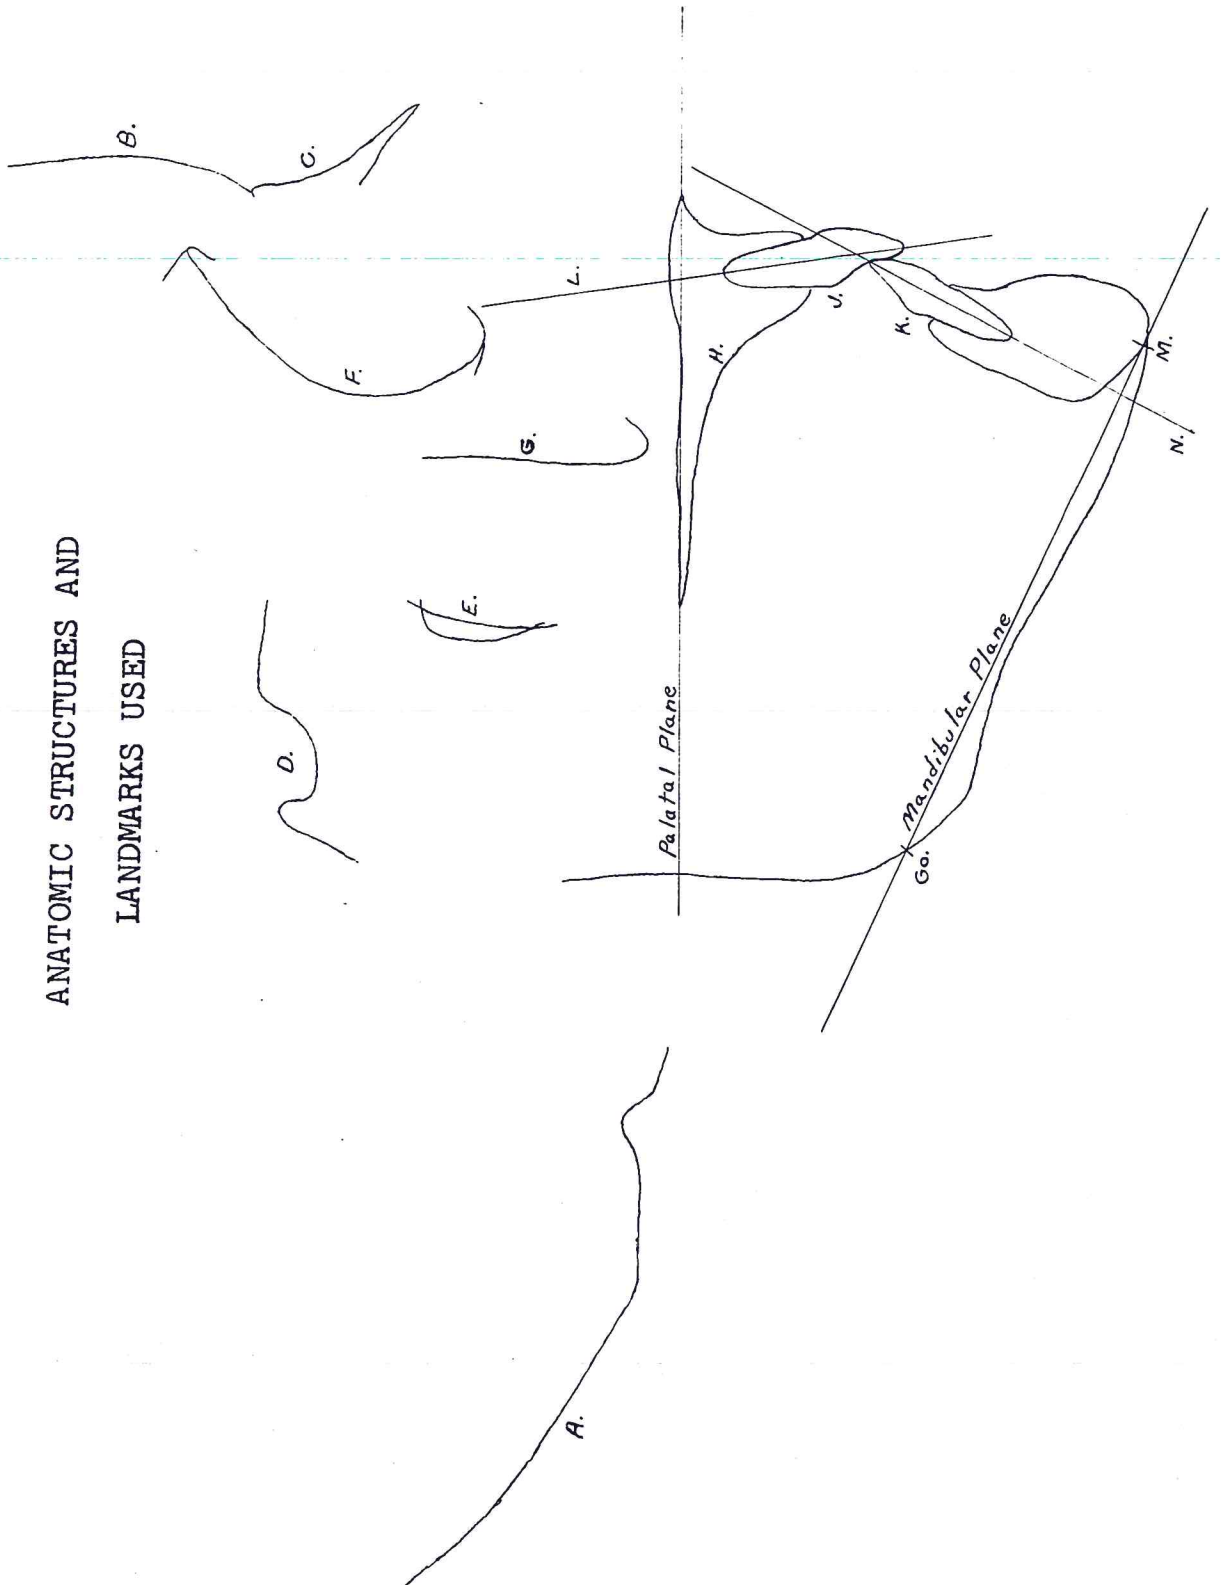 ANATOMIC STRUCTURES AND
LANDMARKS USED
A.
B.
C.
D.
E.
F.
G.
H.
J.
K.
L.
M.
N.
Go.
Palatal Plane
Mandibular Plane